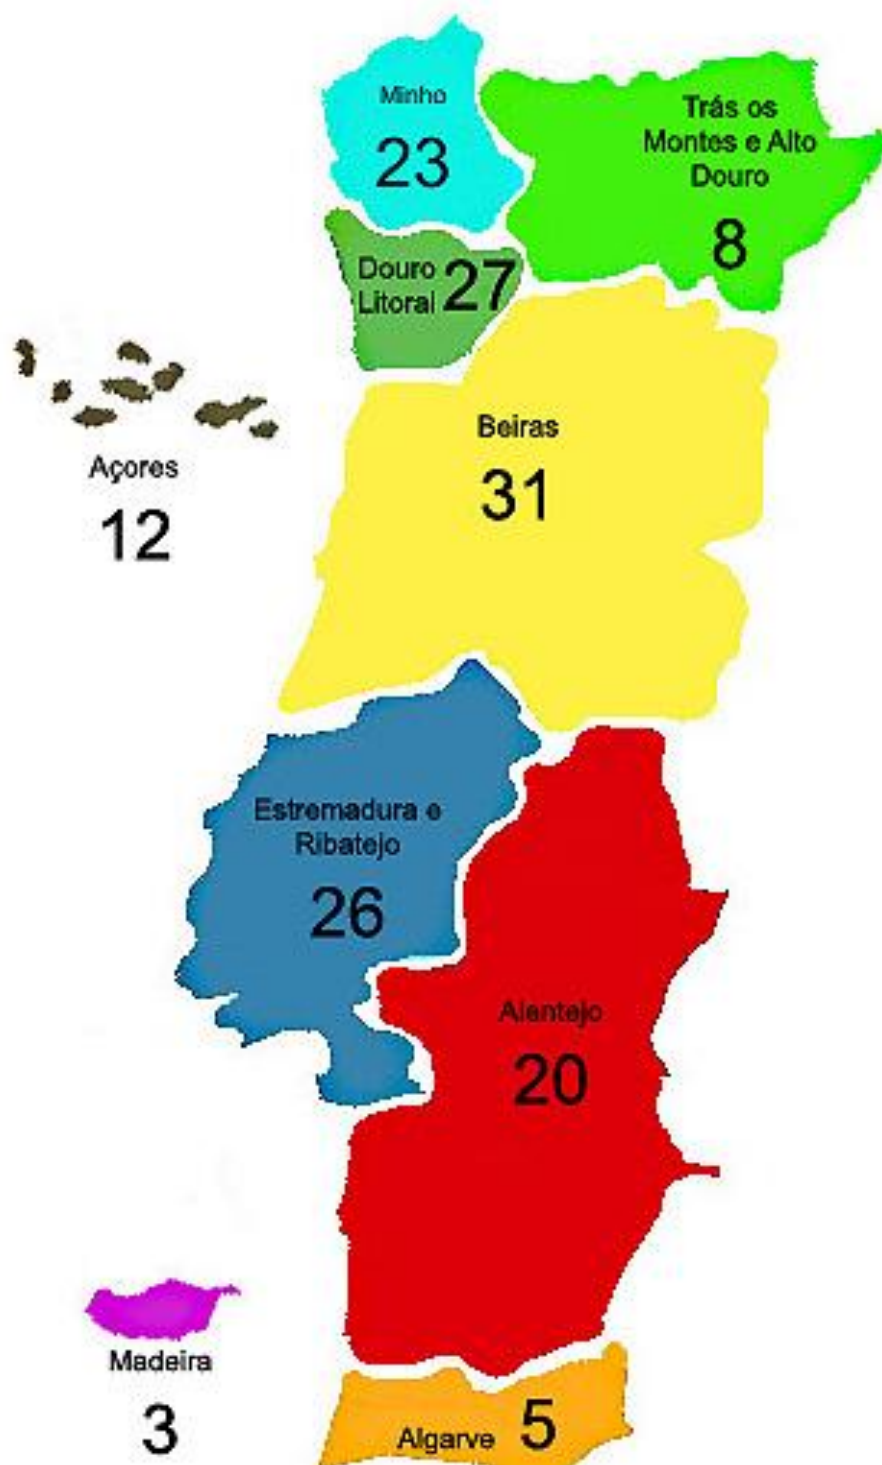 Minho
23
Trás os
Montes e Alto
Douro
8
Douro
Litoral 27
Açores
12
Beiras
31
Estremadura e
Ribatejo
26
Alentejo
20
Madeira
3
Algarve 5